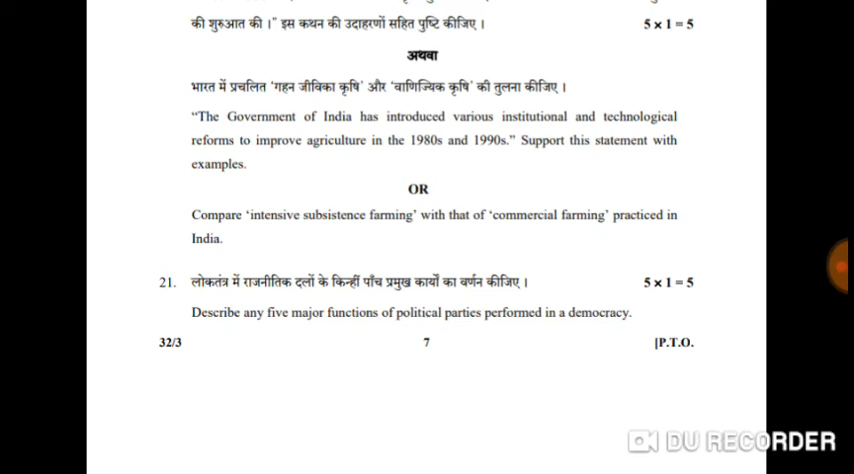 की शुरुआत की ।" इस कथन की उदाहरणों सहित पुष्टि कीजिए । 5 × 1 = 5
अथवा
भारत में प्रचलित 'गहन जीविका कृषि' और 'वाणिज्यिक कृषि' की तुलना कीजिए ।
"The Government of India has introduced various institutional and technological
reforms to improve agriculture in the 1980s and 1990s." Support this statement with
examples.
OR
Compare 'intensive subsistence farming' with that of 'commercial farming' practiced in
India.
21. लोकतंत्र में राजनीतिक दलों के किन्हीं पाँच प्रमुख कार्यों का वर्णन कीजिए । 5 × 1 = 5
Describe any five major functions of political parties performed in a democracy.
32/3 7 [P.T.O.
DU RECORDER